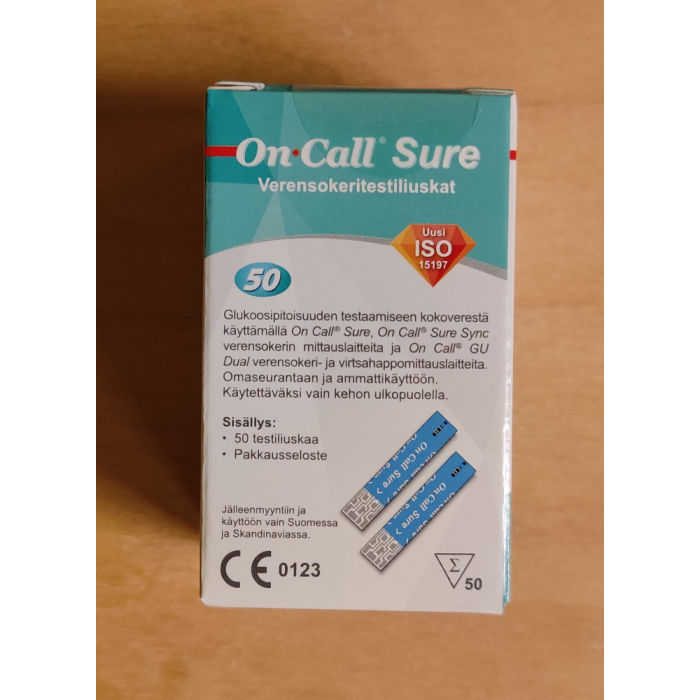 On·Call® Sure
Verensokeritestiliuskat
Uusi
ISO
15197
50
Glukoosipitoisuuden testaamiseen kokoverestä
käyttämällä On Call® Sure, On Call® Sure Sync
verensokerin mittauslaitteita ja On Call® GU
Dual verensokeri- ja virtsahappomittauslaitteita.
Omaseurantaan ja ammattikäyttöön.
Käytettäväksi vain kehon ulkopuolella.
Sisällys:
• 50 testiliuskaa
• Pakkausseloste
On Call Sure >
On Call Sure >
Jälleenmyyntiin ja
käyttöön vain Suomessa
ja Skandinaviassa.
CE 0123
Σ 50